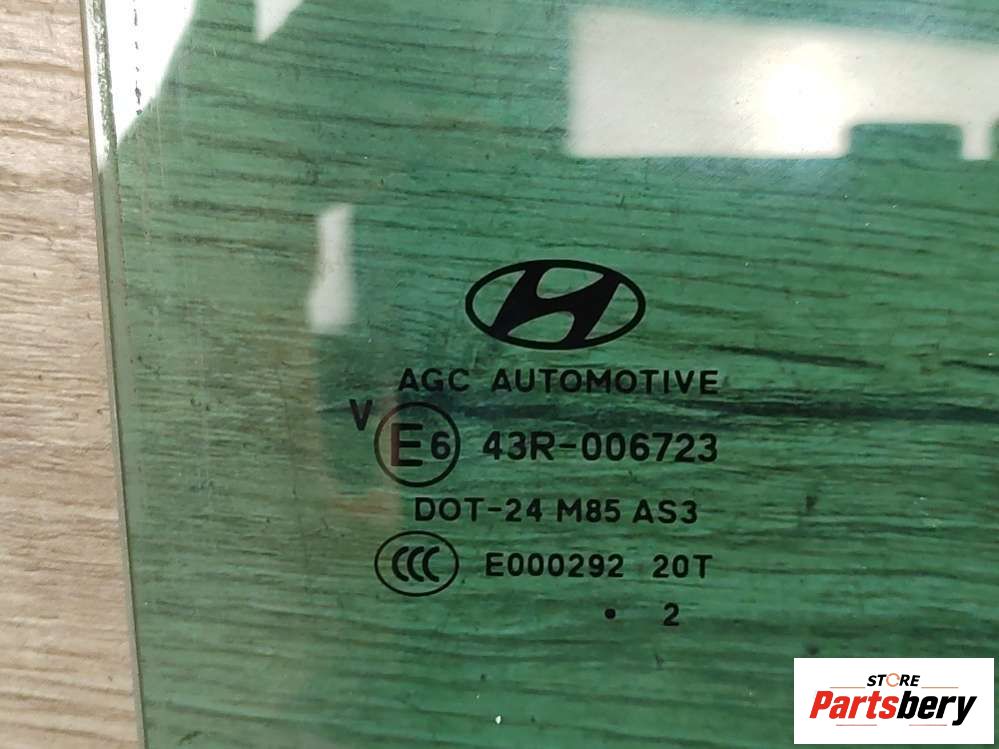 AGC AUTOMOTIVE
V
E6 43R-006723
DOT-24 M85 AS3
CCC E000292 20T
• 2
STORE
Partsbery